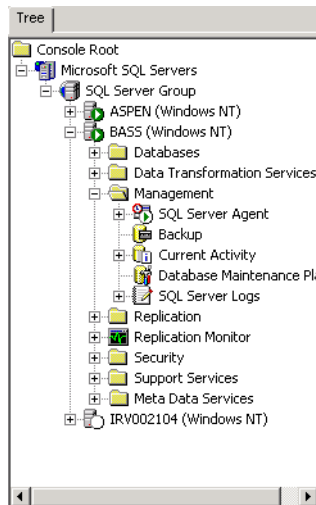 Tree
Console Root
Microsoft SQL Servers
SQL Server Group
ASPEN (Windows NT)
BASS (Windows NT)
Databases
Data Transformation Services
Management
SQL Server Agent
Backup
Current Activity
Database Maintenance Pla
SQL Server Logs
Replication
Replication Monitor
Security
Support Services
Meta Data Services
IRV002104 (Windows NT)